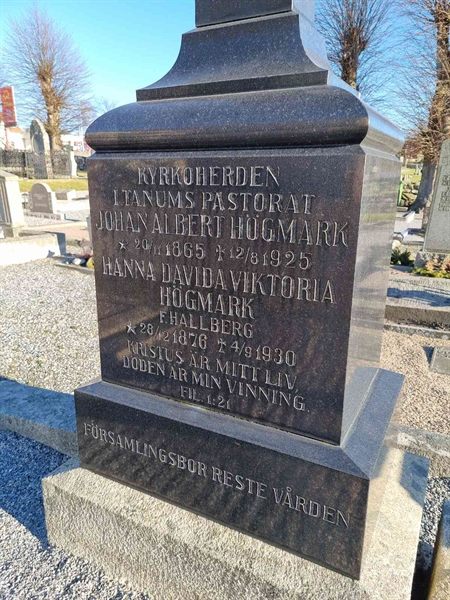 KYRKOHERDEN
I TANUMS PASTORAT
JOHAN ALBERT HÖGMARK
* 20/11 1865 ✝ 12/8 1925
HANNA DAVIDA VIKTORIA
HÖGMARK
F. HALLBERG
* 28/2 1876 ✝ 4/9 1930
KRISTUS ÄR MITT LIV,
DÖDEN ÄR MIN VINNING.
FIL. 1:21
FÖRSAMLINGSBOR RESTE VÅRDEN